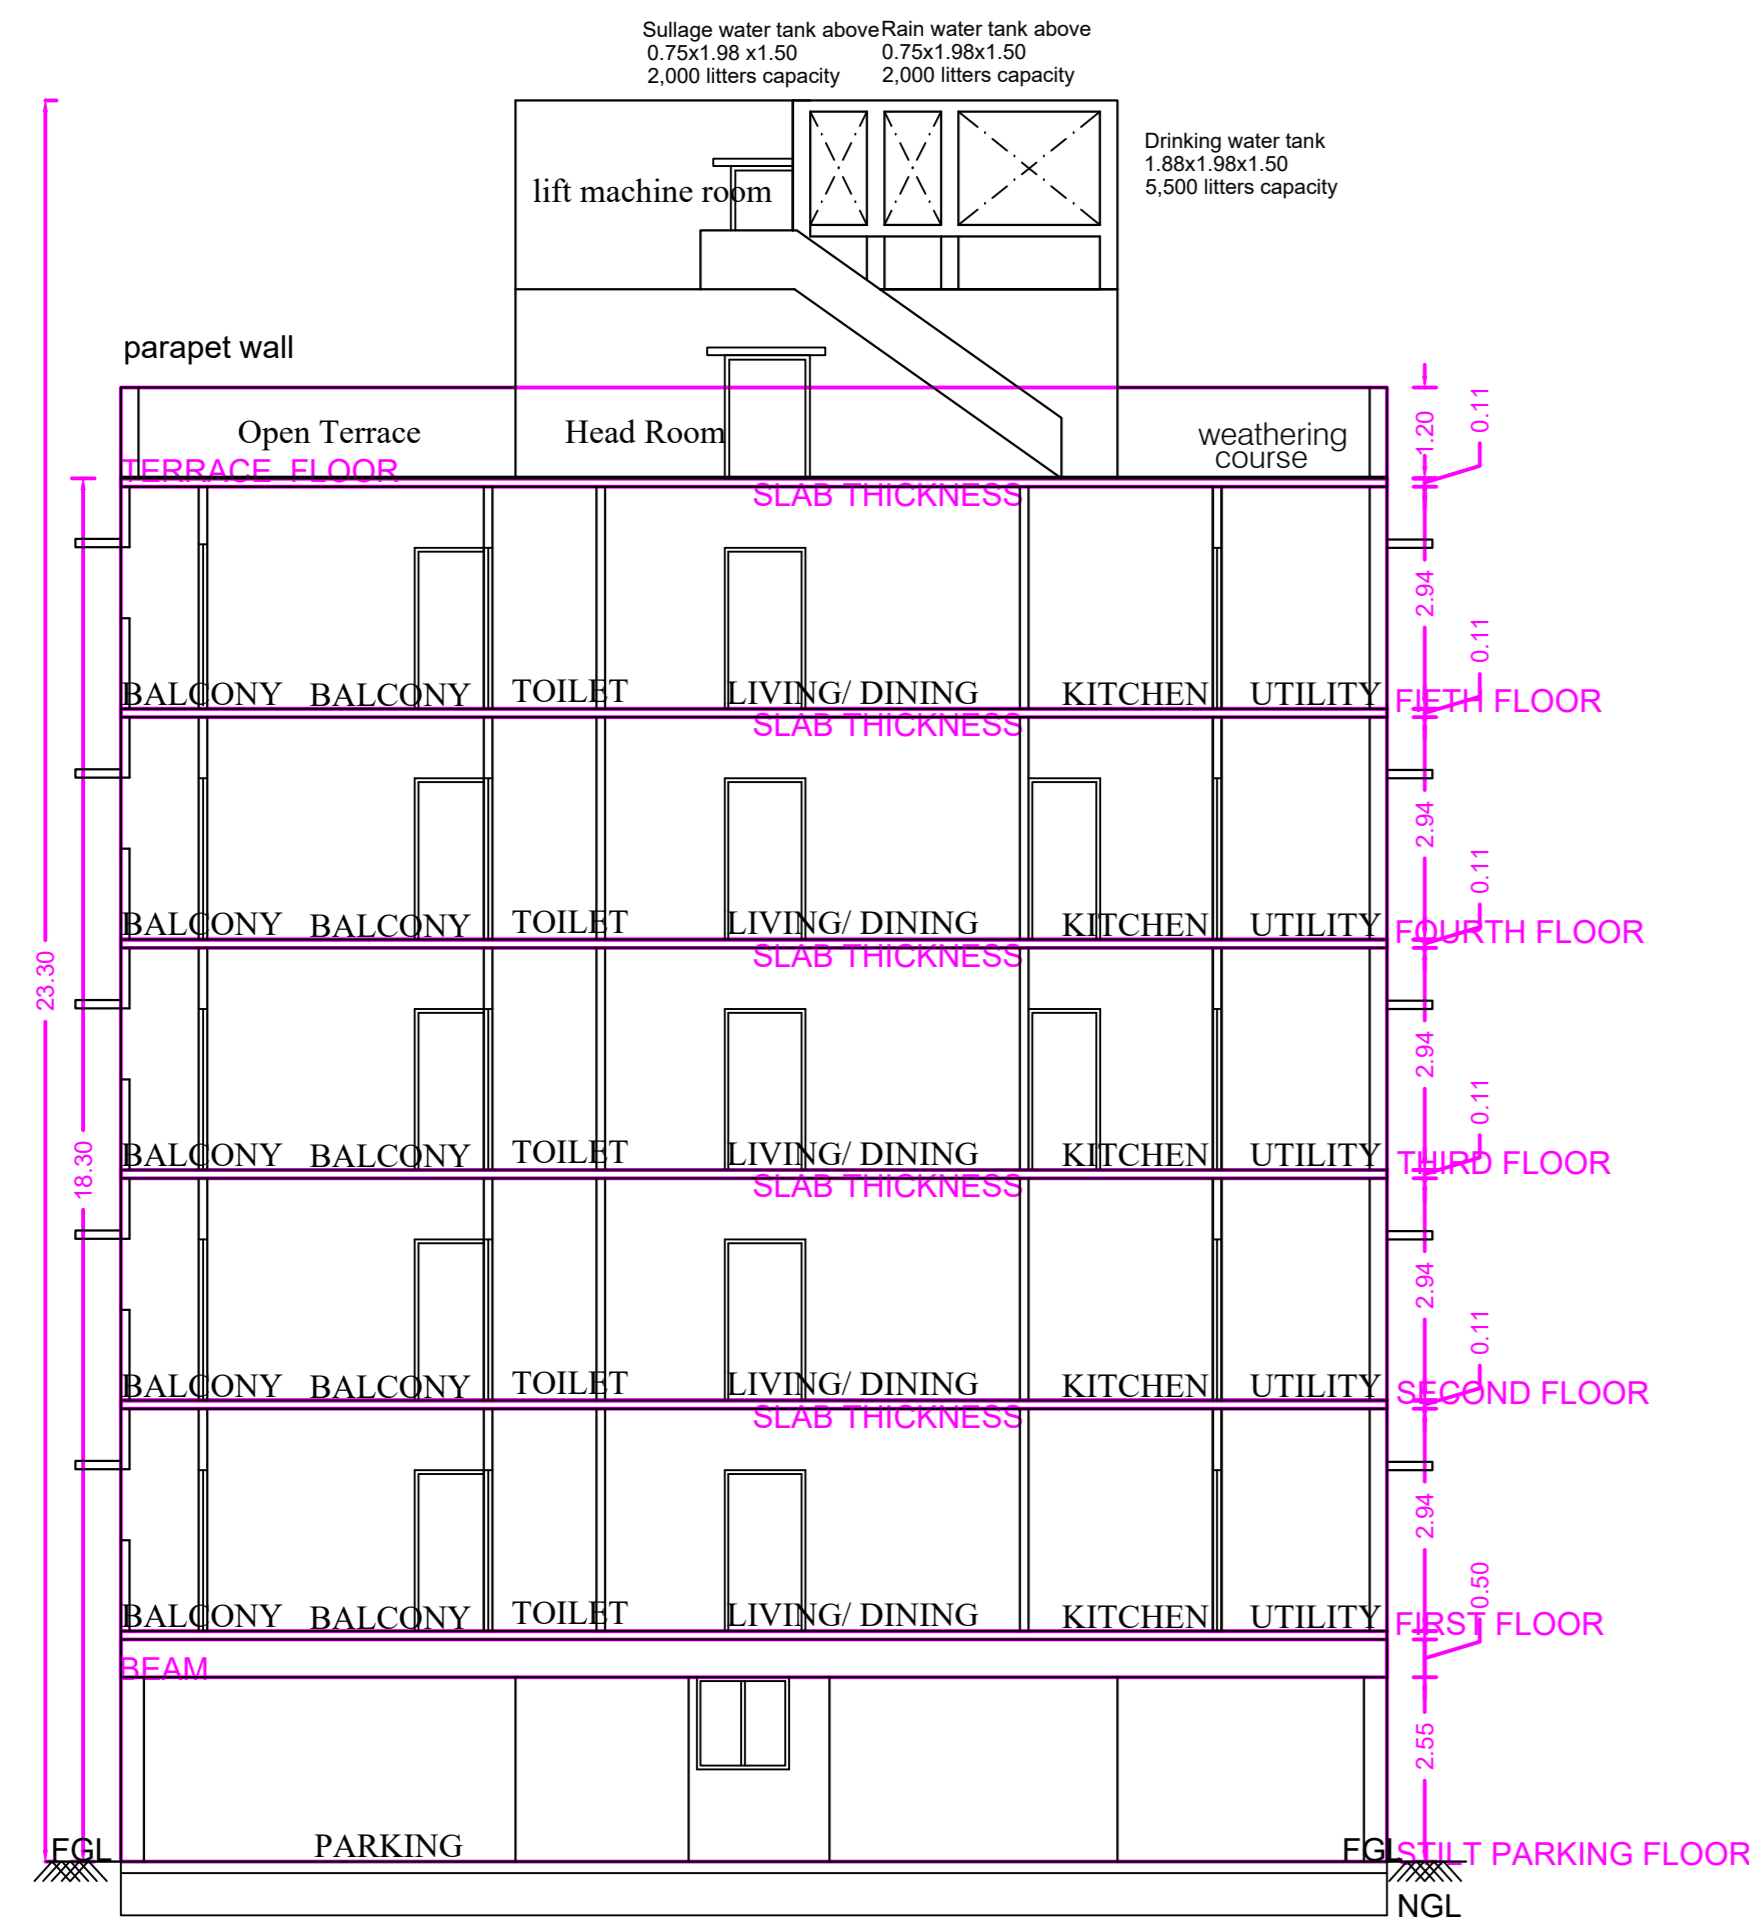 Sullage water tank above
0.75x1.98 x1.50
2,000 litters capacity
Rain water tank above
0.75x1.98x1.50
2,000 litters capacity
Drinking water tank
1.88x1.98x1.50
5,500 litters capacity
lift machine room
parapet wall
Open Terrace
Head Room
weathering
course
1.20
0.11
TERRACE FLOOR
SLAB THICKNESS
2.94
0.11
BALCONY BALCONY TOILET LIVING/ DINING KITCHEN UTILITY FIFTH FLOOR
SLAB THICKNESS
2.94
0.11
BALCONY BALCONY TOILET LIVING/ DINING KITCHEN UTILITY FOURTH FLOOR
SLAB THICKNESS
23.30
2.94
0.11
BALCONY BALCONY TOILET LIVING/ DINING KITCHEN UTILITY THIRD FLOOR
18.30
SLAB THICKNESS
2.94
0.11
BALCONY BALCONY TOILET LIVING/ DINING KITCHEN UTILITY SECOND FLOOR
SLAB THICKNESS
2.94
0.50
BALCONY BALCONY TOILET LIVING/ DINING KITCHEN UTILITY FIRST FLOOR
BEAM
2.55
PARKING
FGL
FGL
STILT PARKING FLOOR
NGL